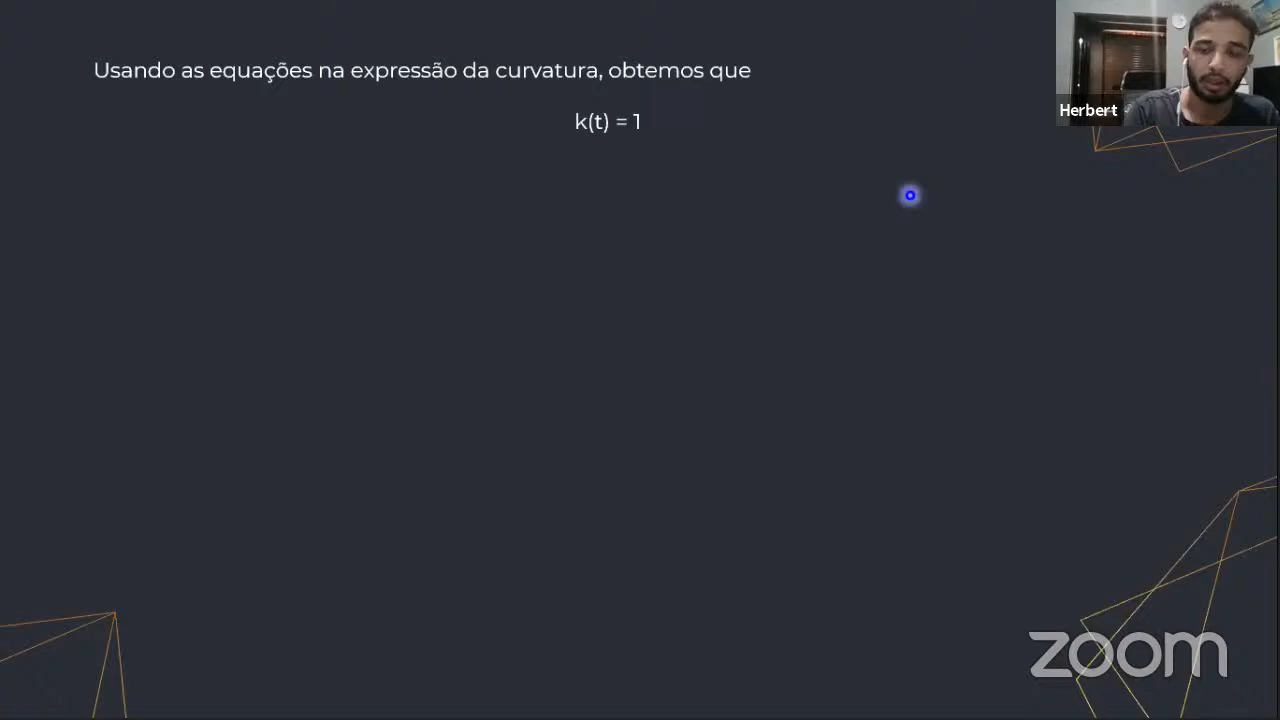 Usando as equações na expressão da curvatura, obtemos que
k(t) = 1
Herbert
zoom